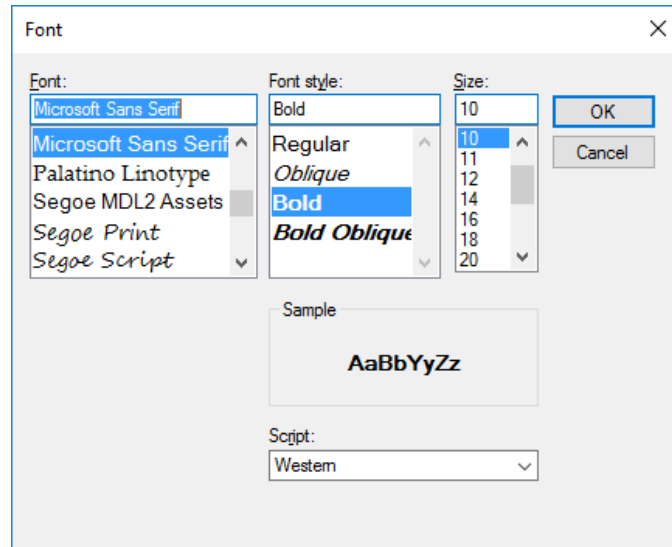 Font
Font:
Font style:
Size:
Microsoft Sans Serif
Bold
10
OK
Cancel
Microsoft Sans Serif
Palatino Linotype
Segoe MDL2 Assets
Segoe Print
Segoe Script
Regular
Oblique
Bold
Bold Oblique
10
11
12
14
16
18
20
Sample
AaBbYyZz
Script:
Western